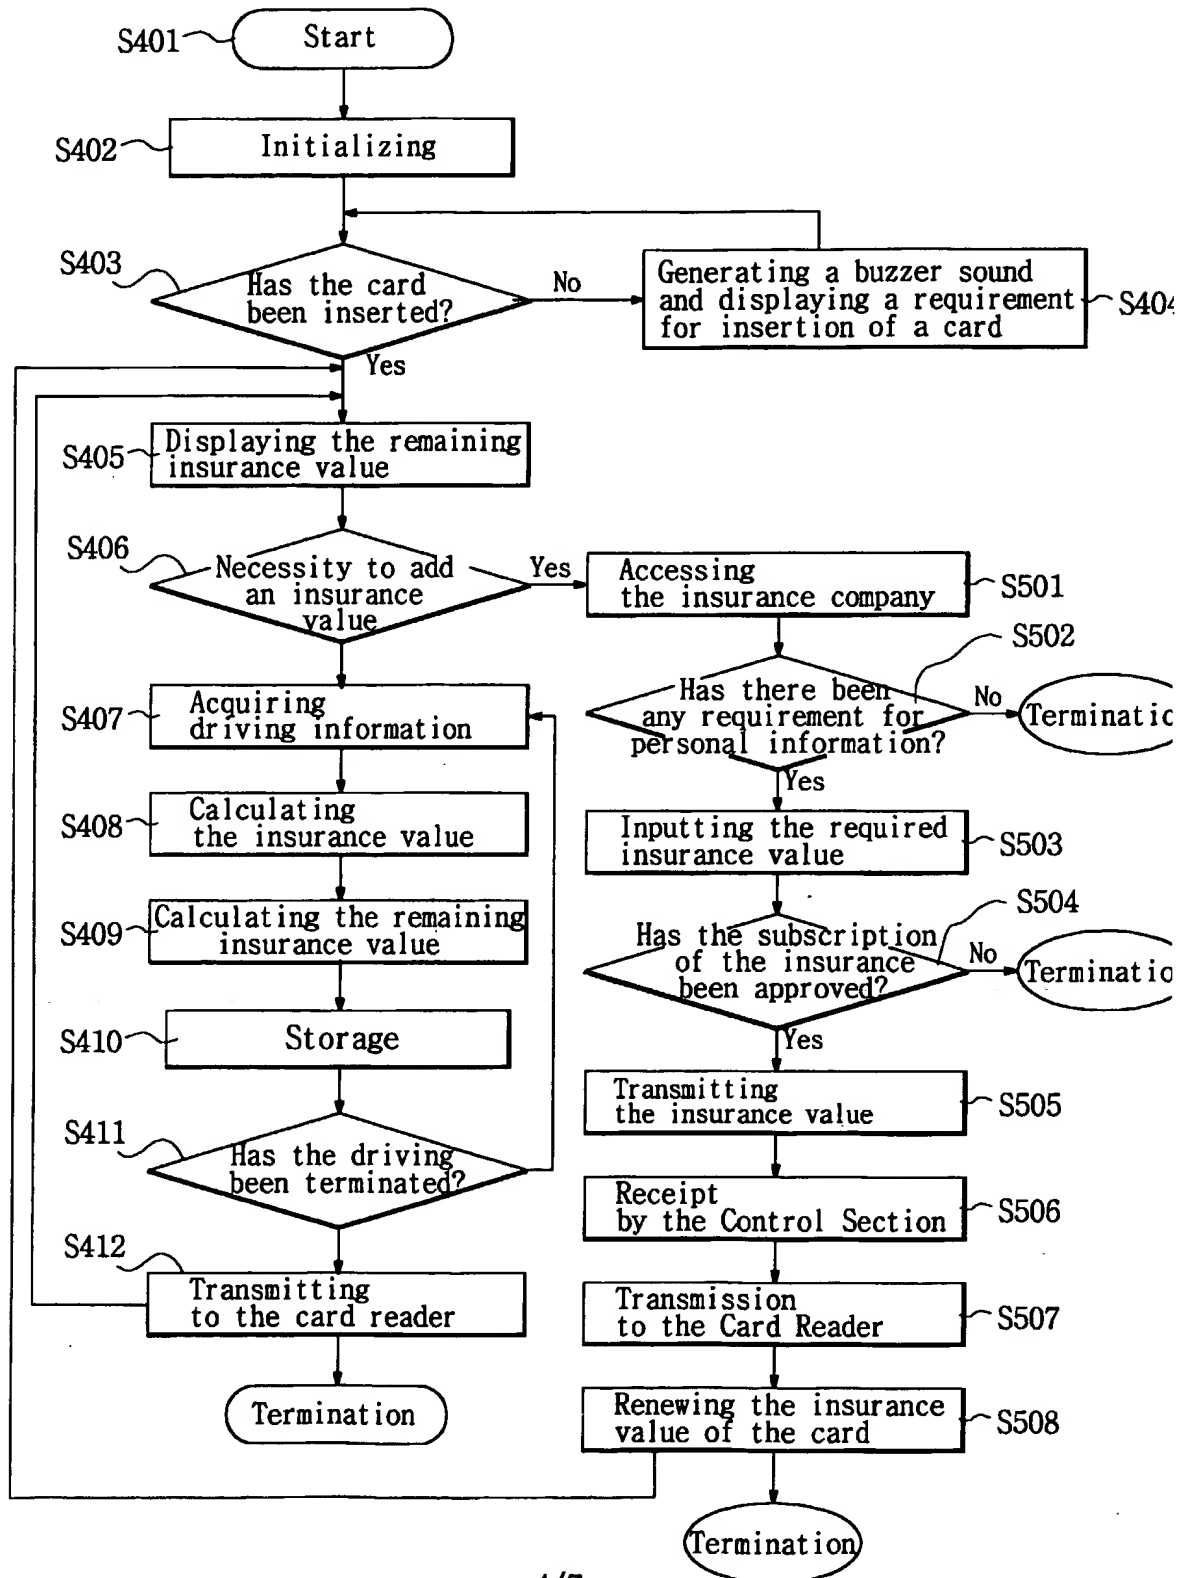 S401
Start
S402
Initializing
S403
Has the card
been inserted?
No
Generating a buzzer sound
and displaying a requirement
for insertion of a card
S404
Yes
S405
Displaying the remaining
insurance value
S406
Necessity to add
an insurance
value
Yes
Accessing
the insurance company
S501
S502
Has there been
any requirement for
personal information?
No
Terminatio
Yes
S407
Acquiring
driving information
S408
Calculating
the insurance value
Inputting the required
insurance value
S503
S409
Calculating the remaining
insurance value
S504
Has the subscription
of the insurance
been approved?
No
Terminatio
Yes
S410
Storage
Transmitting
the insurance value
S505
S411
Has the driving
been terminated?
Receipt
by the Control Section
S506
S412
Transmitting
to the card reader
Transmission
to the Card Reader
S507
Termination
Renewing the insurance
value of the card
S508
Termination